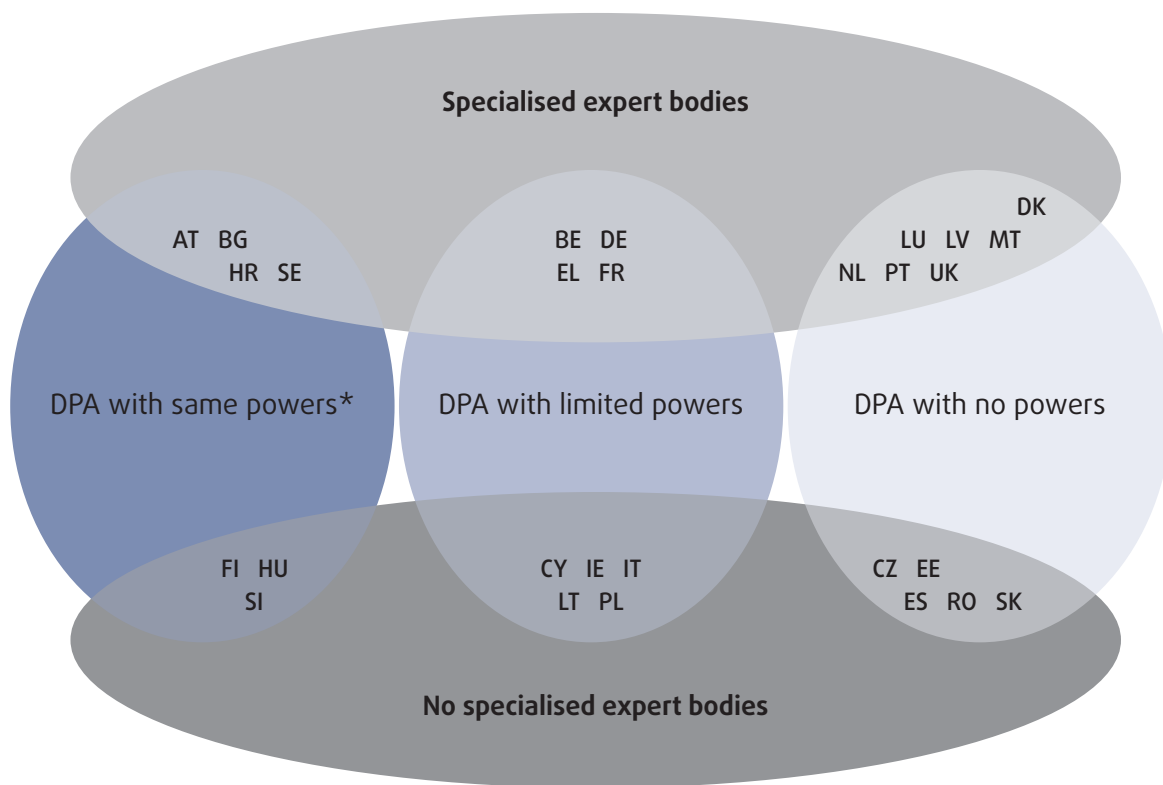 Specialised expert bodies
DK
AT BG
BE DE
LU LV MT
HR SE
EL FR
NL PT UK
DPA with same powers*
DPA with limited powers
DPA with no powers
FI HU
CY IE IT
CZ EE
SI
LT PL
ES RO SK
No specialised expert bodies